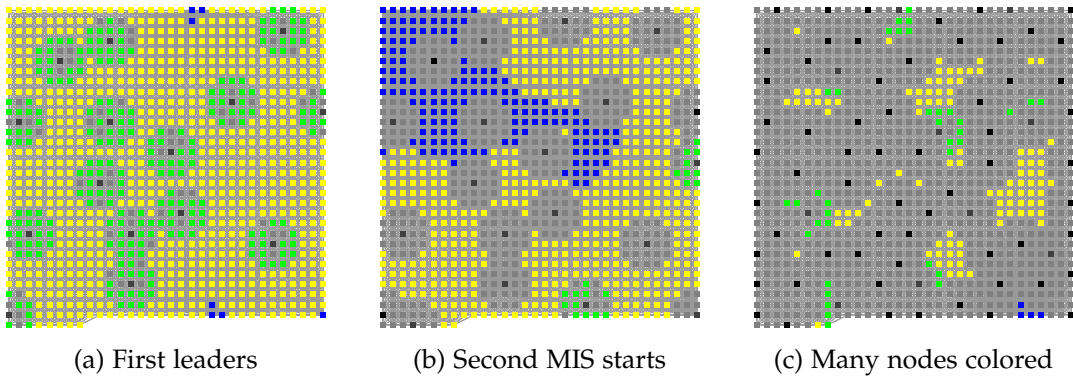 (a) First leaders
(b) Second MIS starts
(c) Many nodes colored